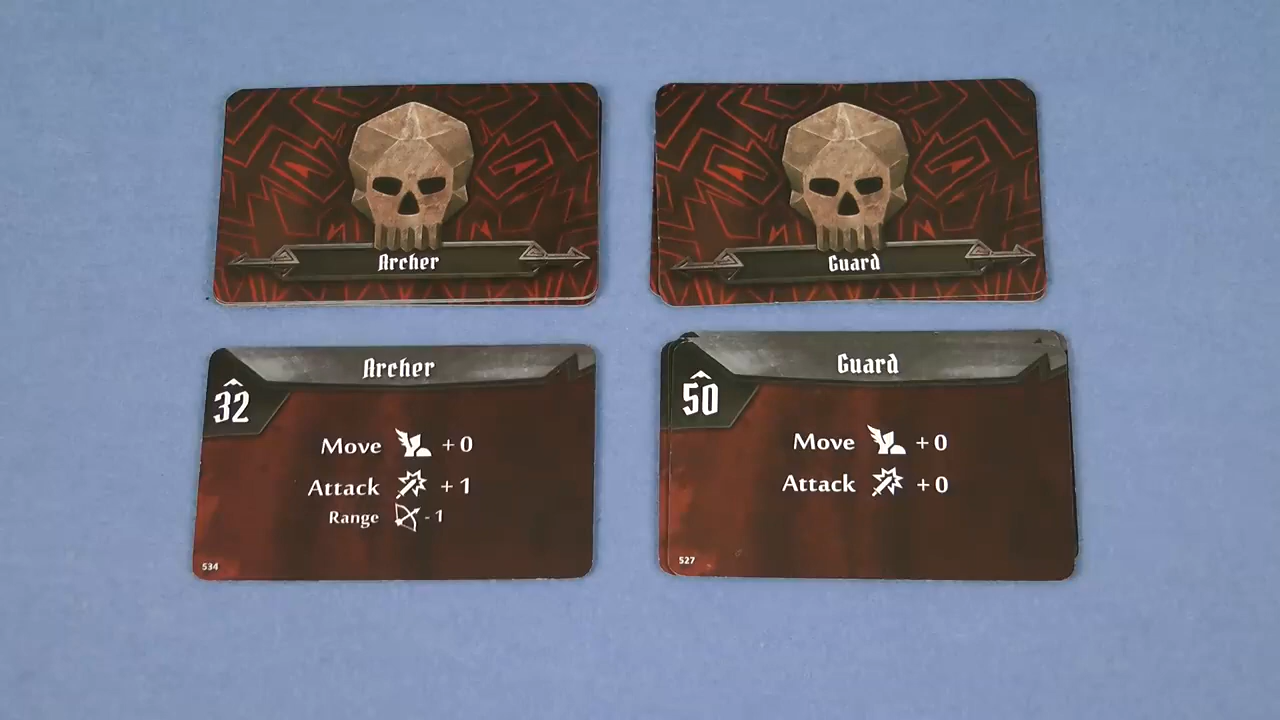 Archer
Guard
Archer
32
Move +0
Attack +1
Range -1
534
Guard
50
Move +0
Attack +0
527